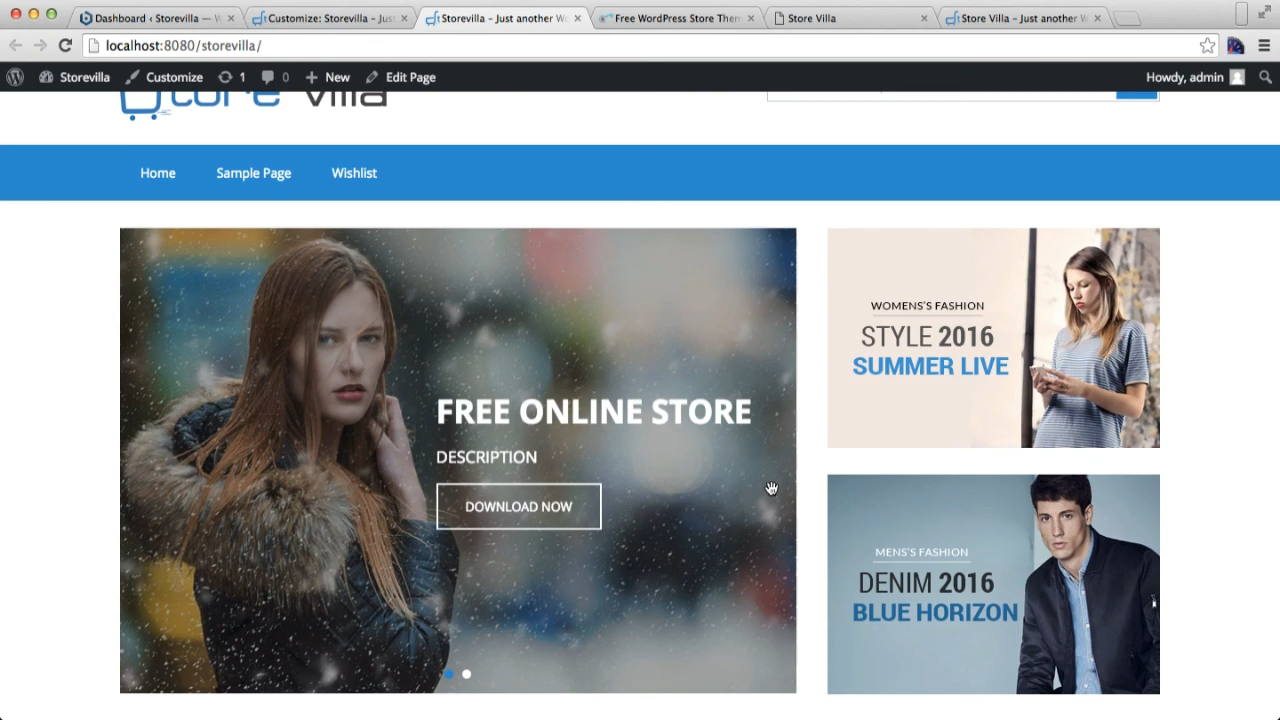 Dashboard ‹ Storevilla — W
Customize: Storevilla – Jus
Storevilla – Just another Wo
Free WordPress Store Them
Store Villa
Store Villa – Just another W
localhost:8080/storevilla/
Storevilla
Customize
1
0
New
Edit Page
Howdy, admin
Store Villa
Home
Sample Page
Wishlist
FREE ONLINE STORE
DESCRIPTION
DOWNLOAD NOW
WOMENS'S FASHION
STYLE 2016
SUMMER LIVE
MENS'S FASHION
DENIM 2016
BLUE HORIZON